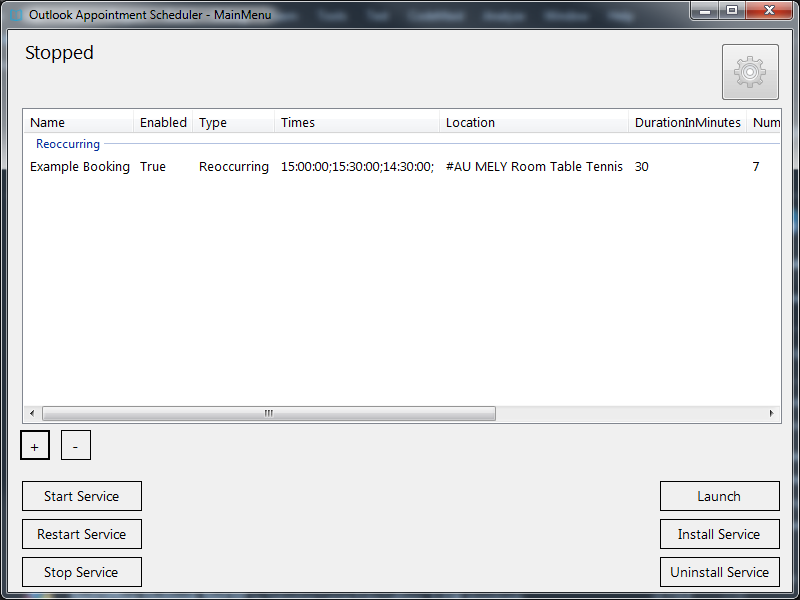 Outlook Appointment Scheduler - MainMenu
Stopped
Name Enabled Type Times Location DurationInMinutes Num
Reoccurring
Example Booking True Reoccurring 15:00:00;15:30:00;14:30:00; #AU MELY Room Table Tennis 30 7
+ -
Start Service Launch
Restart Service Install Service
Stop Service Uninstall Service